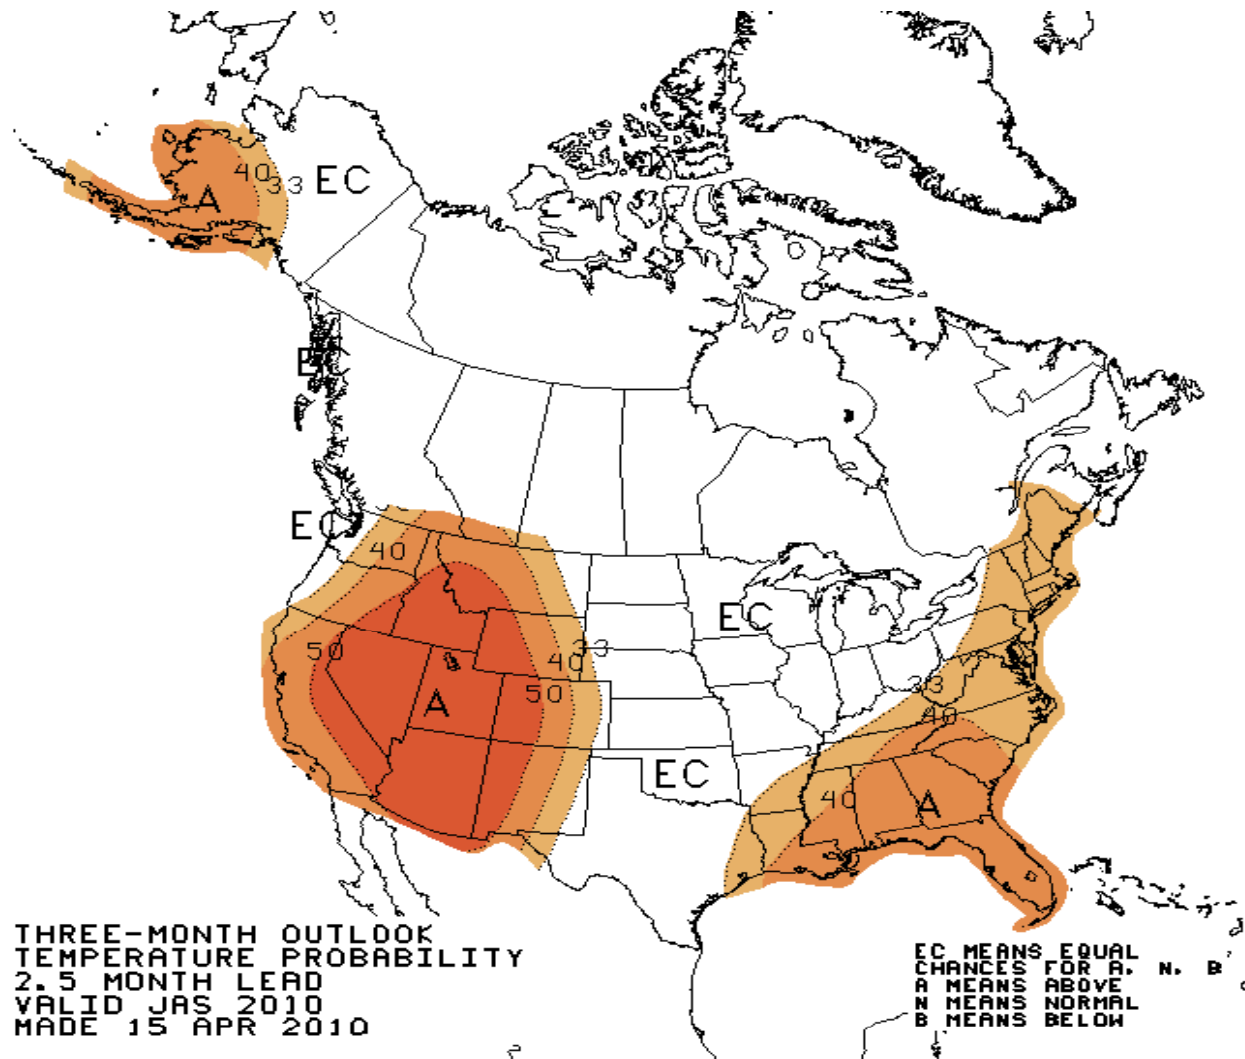 40
33
EC
A
EC
EC
40
EC
50
33
40
A
50
33
40
EC
40
A
THREE-MONTH OUTLOOK
TEMPERATURE PROBABILITY
2.5 MONTH LEAD
VALID JAS 2010
MADE 15 APR 2010
EC MEANS EQUAL
CHANCES FOR A, N, B
A MEANS ABOVE
N MEANS NORMAL
B MEANS BELOW